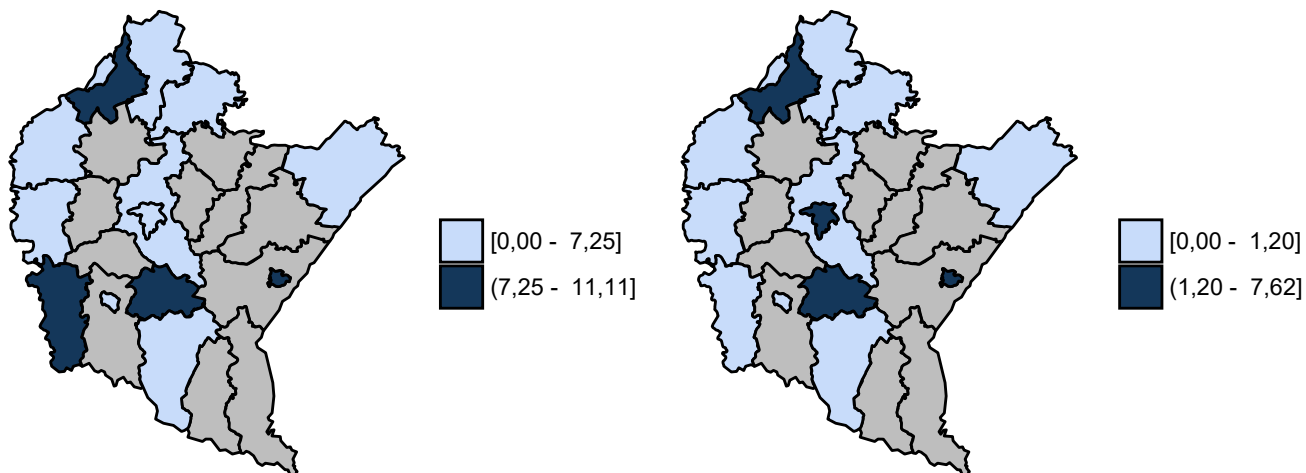 [0,00 - 7,25]
(7,25 - 11,11]
[0,00 - 1,20]
(1,20 - 7,62]